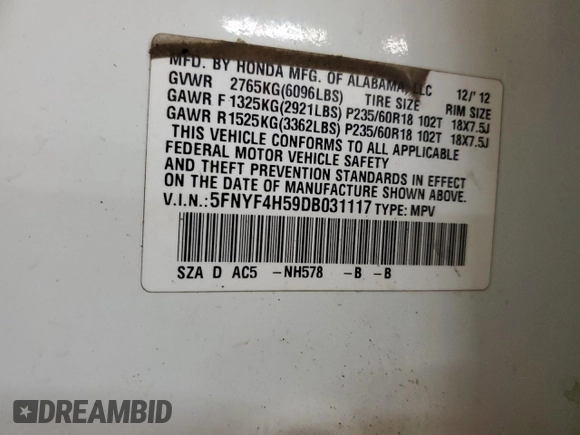 MFD. BY HONDA MFG. OF ALABAMA, LLC 12/'12
GVWR 2765KG(6096LBS) TIRE SIZE RIM SIZE
GAWR F 1325KG(2921LBS) P235/60R18 102T 18X7.5J
GAWR R 1525KG(3362LBS) P235/60R18 102T 18X7.5J
THIS VEHICLE CONFORMS TO ALL APPLICABLE
FEDERAL MOTOR VEHICLE SAFETY
AND THEFT PREVENTION STANDARDS IN EFFECT
ON THE DATE OF MANUFACTURE SHOWN ABOVE.
V.I.N.:5FNYF4H59DB031117 TYPE: MPV
SZA D AC5 -NH578 -B -B
DREAMBID